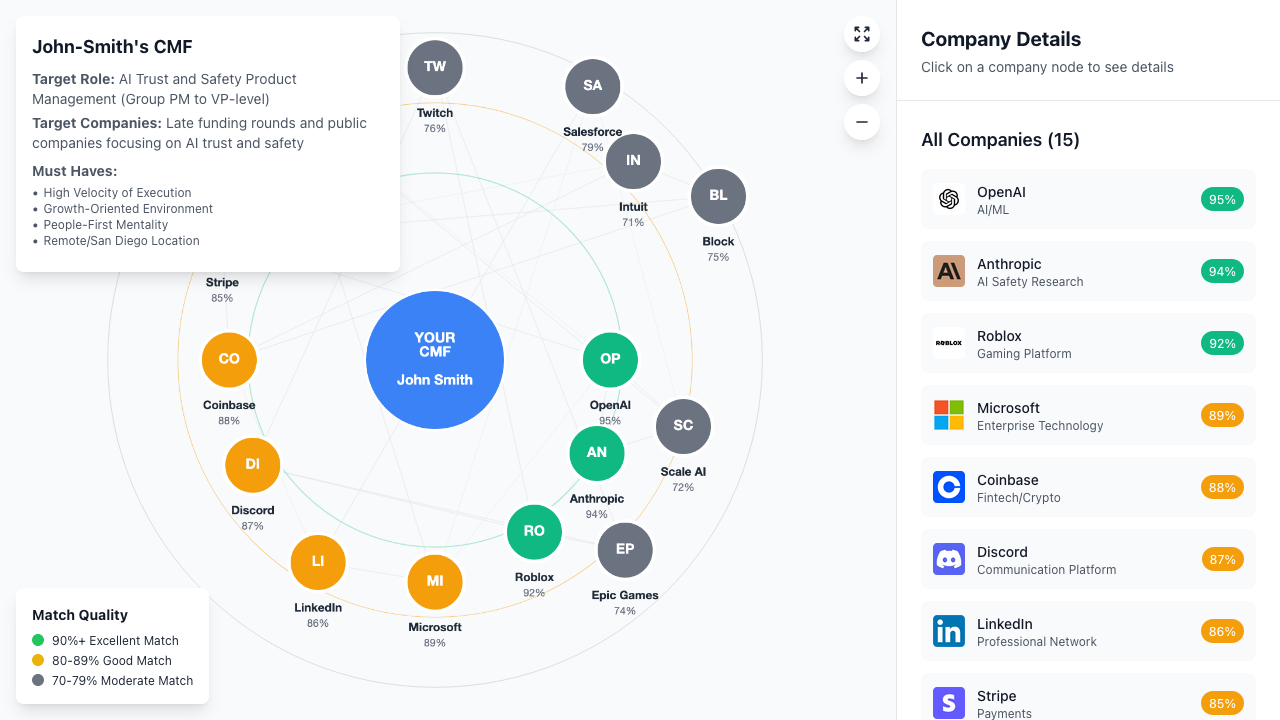 John-Smith's CMF
Target Role: AI Trust and Safety Product
Management (Group PM to VP-level)
Target Companies: Late funding rounds and public
companies focusing on AI trust and safety
Must Haves:
• High Velocity of Execution
• Growth-Oriented Environment
• People-First Mentality
• Remote/San Diego Location
TW
Twitch
76%
SA
Salesforce
79%
IN
Intuit
71%
BL
Block
75%
Stripe
85%
CO
Coinbase
88%
YOUR
CMF
John Smith
OP
OpenAI
95%
SC
Scale AI
72%
AN
Anthropic
94%
DI
Discord
87%
RO
Roblox
92%
EP
Epic Games
74%
LI
LinkedIn
86%
MI
Microsoft
89%
Match Quality
90%+ Excellent Match
80-89% Good Match
70-79% Moderate Match
+
−
Company Details
Click on a company node to see details
All Companies (15)
OpenAI
AI/ML
95%
Anthropic
AI Safety Research
94%
ROBLOX
Roblox
Gaming Platform
92%
Microsoft
Enterprise Technology
89%
Coinbase
Fintech/Crypto
88%
Discord
Communication Platform
87%
in
LinkedIn
Professional Network
86%
S
Stripe
Payments
85%